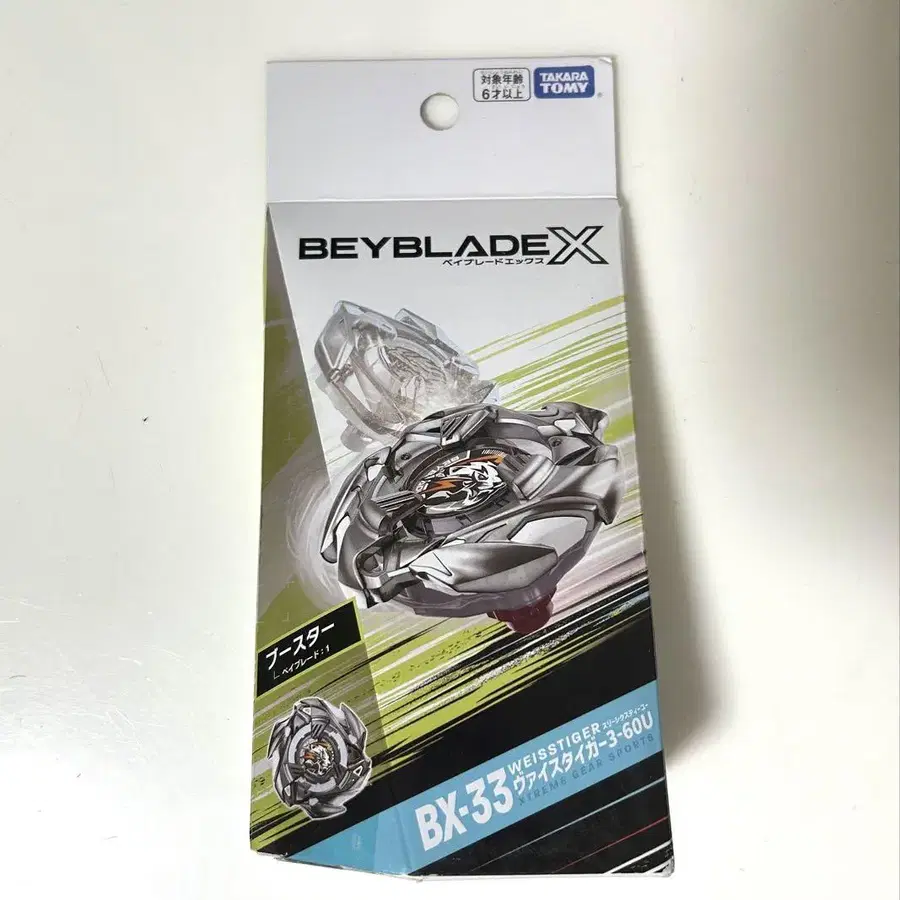 対象年齢
6才以上
TAKARA
TOMY
BEYBLADE X
ベイブレードエックス
ブースター
ベイブレード:1
BX-33
WEISSTIGER
スリーシックスティーユー
ヴァイスタイガー3-60U
XTREME GEAR SPORTS